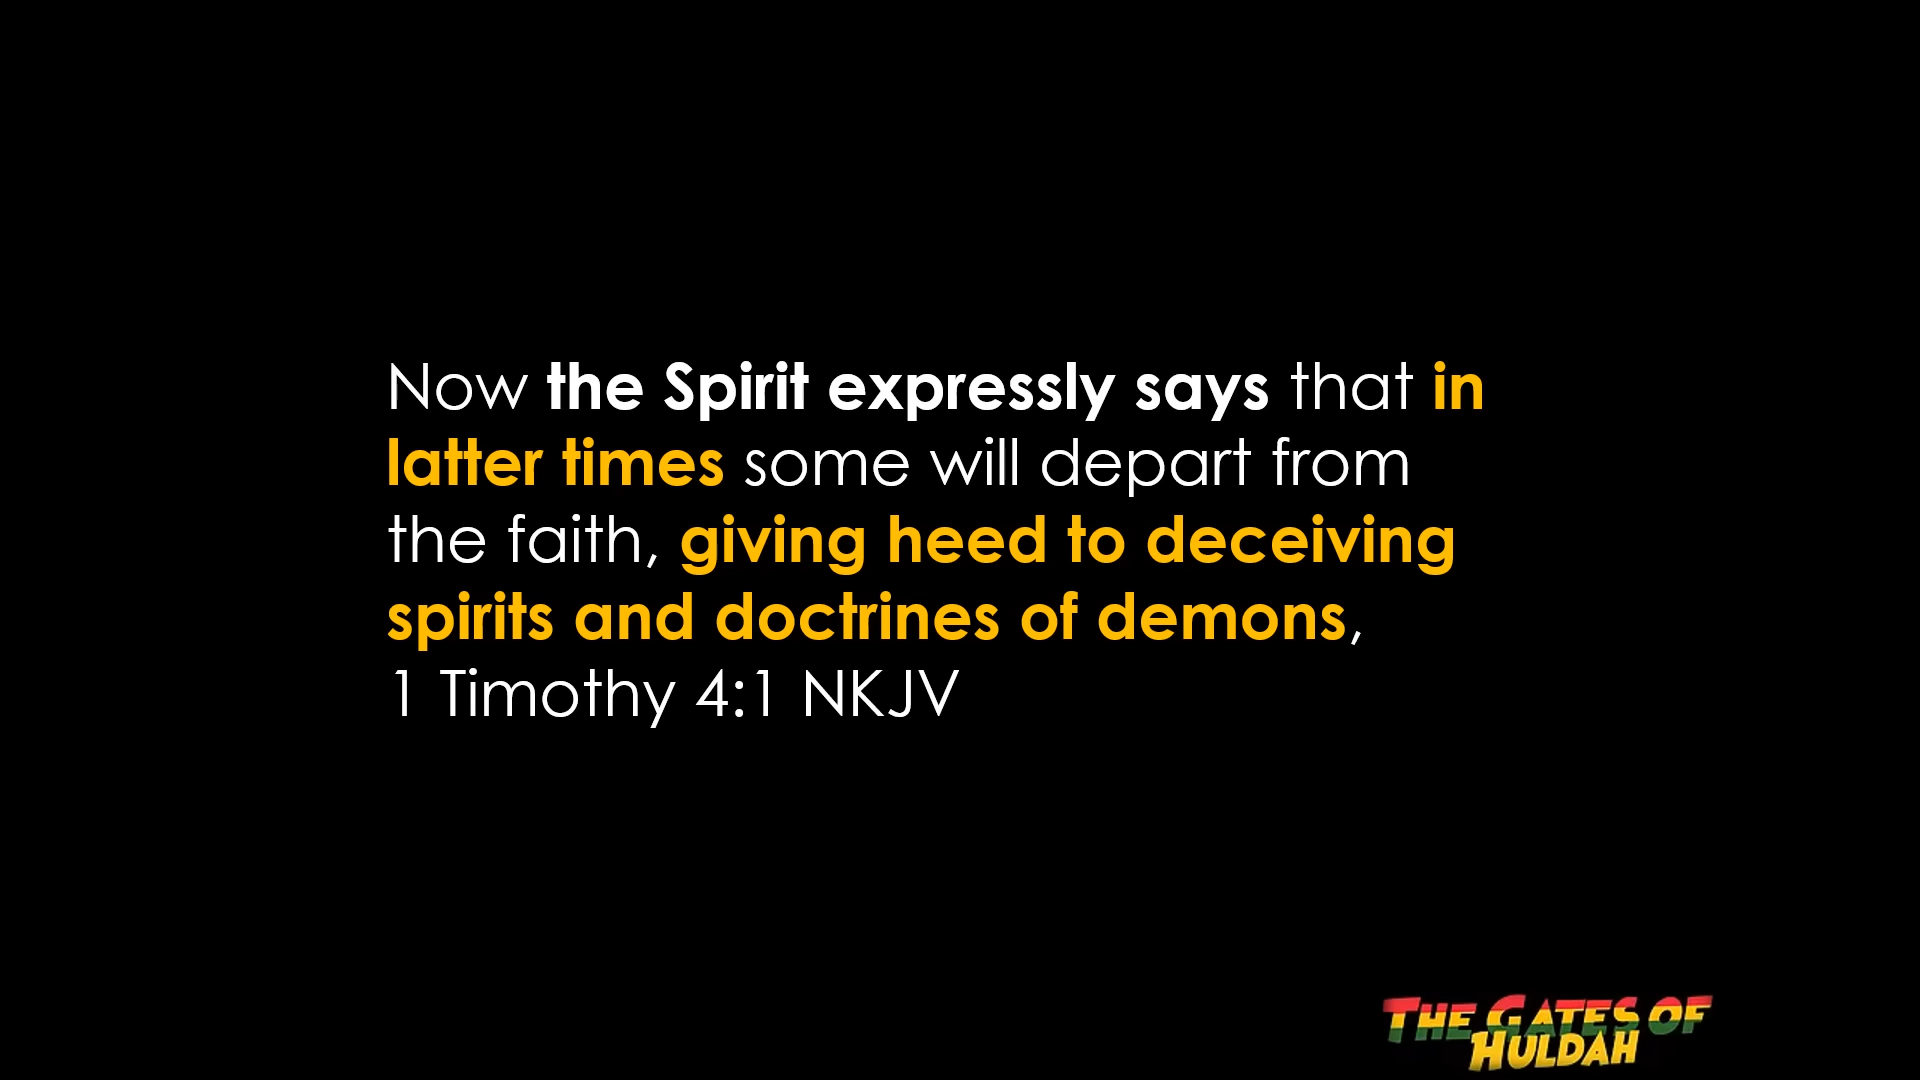 Now the Spirit expressly says that in
latter times some will depart from
the faith, giving heed to deceiving
spirits and doctrines of demons,
1 Timothy 4:1 NKJV
THE GATES OF
HULDAH